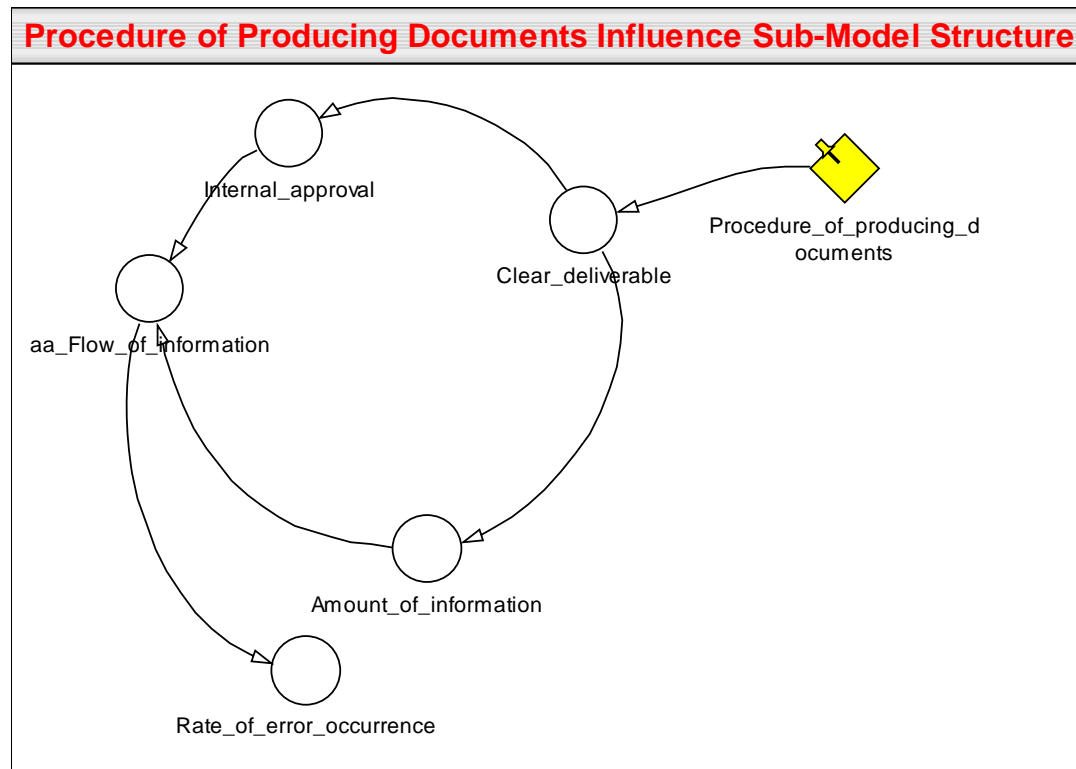 Procedure of Producing Documents Influence Sub-Model Structure
Internal_approval
Procedure_of_producing_d
ocuments
Clear_deliverable
aa_Flow_of_information
Amount_of_information
Rate_of_error_occurrence